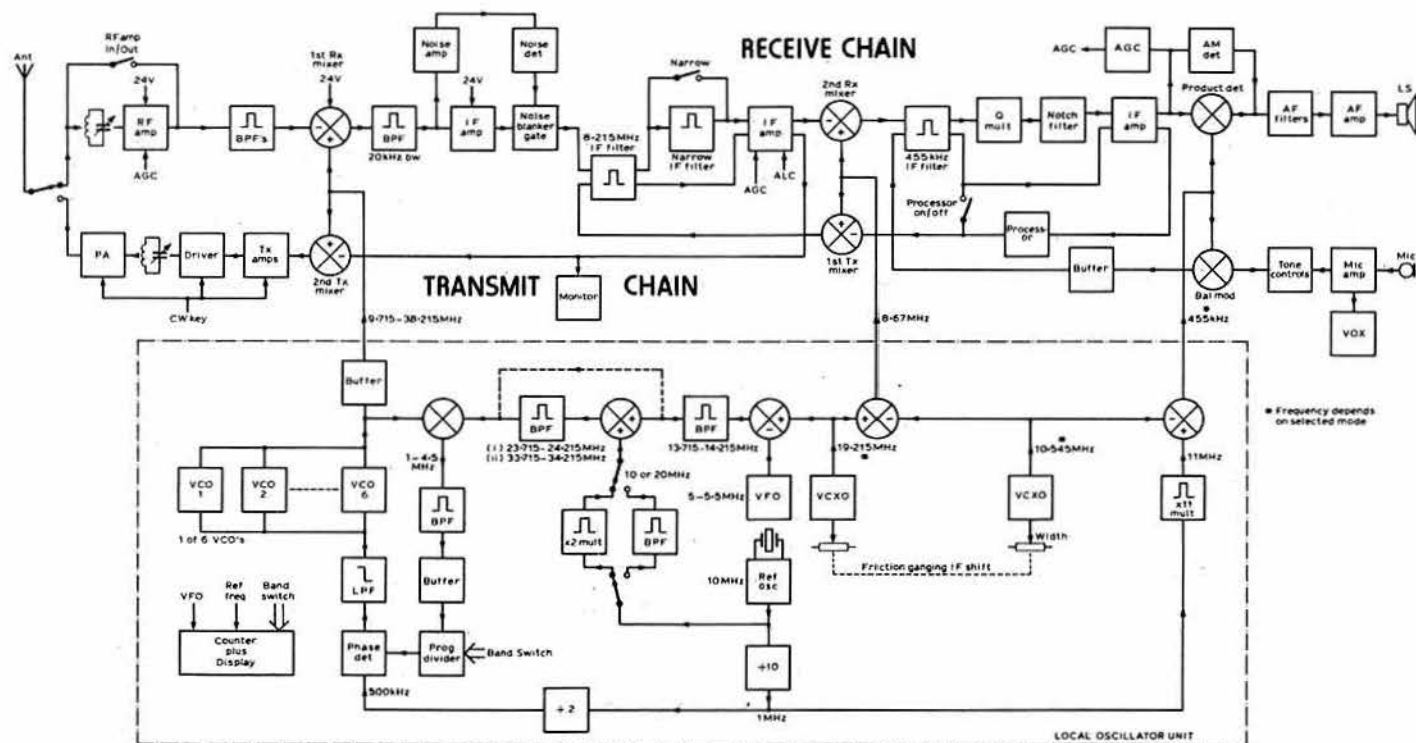 RF amp
In/Out
Ant
24V
RF
amp
AGC
BPF's
1st Rx
mixer
24V
BPF
20kHz bw
Noise
amp
24V
IF
amp
Noise
det
Noise
blanker
gate
RECEIVE CHAIN
8·215MHz
IF filter
Narrow
Narrow
IF filter
IF
amp
AGC
ALC
2nd Rx
mixer
455kHz
IF filter
Q
mult
Notch
filter
IF
amp
AGC
AGC
AM
det
Product det
AF
filters
AF
amp
LS
PA
Driver
Tx
amps
2nd Tx
mixer
CW key
TRANSMIT CHAIN
Monitor
1st Tx
mixer
Processor
on/off
Process-
or
Buffer
Bal mod
Tone
controls
Mic
amp
Mic
VOX
9·715–38·215MHz
8·67MHz
*
455kHz
Buffer
BPF
(i) 23·715–24·215MHz
(ii) 33·715–34·215MHz
BPF
13·715–14·215MHz
19·215MHz
*
*
10·545MHz
11MHz
* Frequency depends
on selected mode
1–4·5
MHz
VCO
1
VCO
2
VCO
6
1 of 6 VCO's
BPF
10 or 20MHz
x2 mult
BPF
5–5·5MHz
VFO
VCXO
VCXO
x11
mult
Width
Friction ganging IF shift
LPF
Buffer
10MHz
Ref
osc
VFO
Ref
freq
Band
switch
Counter
plus
Display
Phase
det
Prog
divider
Band Switch
÷10
500kHz
÷2
1MHz
LOCAL OSCILLATOR UNIT